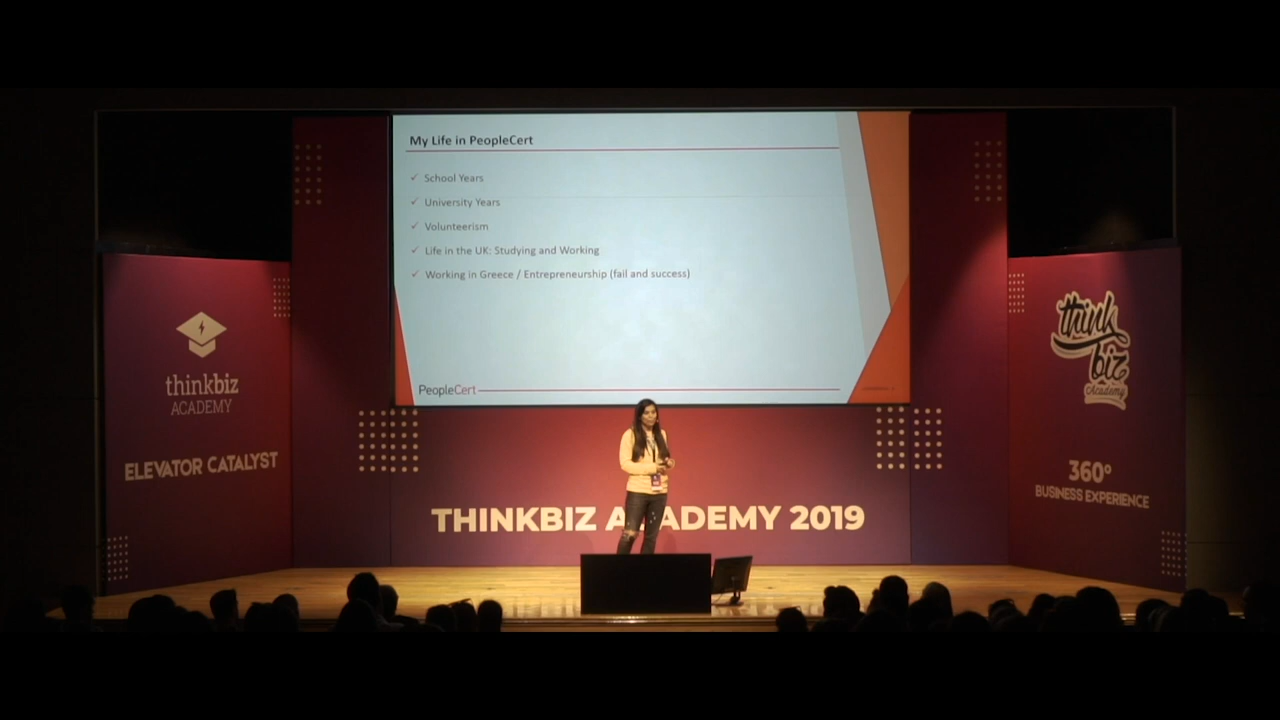 My Life in PeopleCert
✓ School Years
✓ University Years
✓ Volunteerism
✓ Life in the UK: Studying and Working
✓ Working in Greece / Entrepreneurship (fail and success)
PeopleCert
thinkbiz
ACADEMY
ELEVATOR CATALYST
THINKBIZ ACADEMY 2019
think
biz
Academy
360°
BUSINESS EXPERIENCE